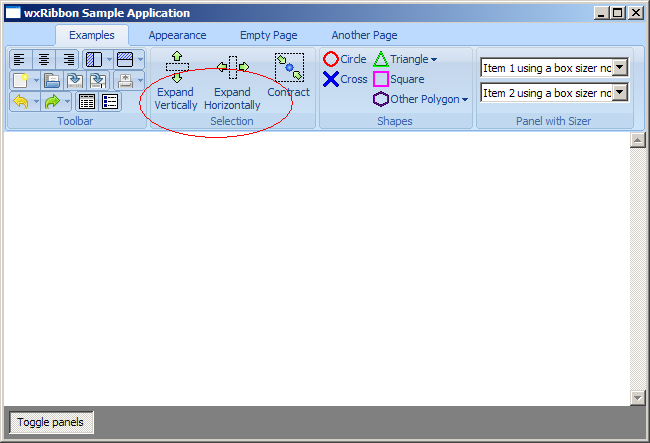 wxRibbon Sample Application
Examples Appearance Empty Page Another Page
Expand
Vertically
Expand
Horizontally
Contract
Circle Triangle
Cross Square
Other Polygon
Item 1 using a box sizer no
Item 2 using a box sizer no
Toolbar Selection Shapes Panel with Sizer
Toggle panels